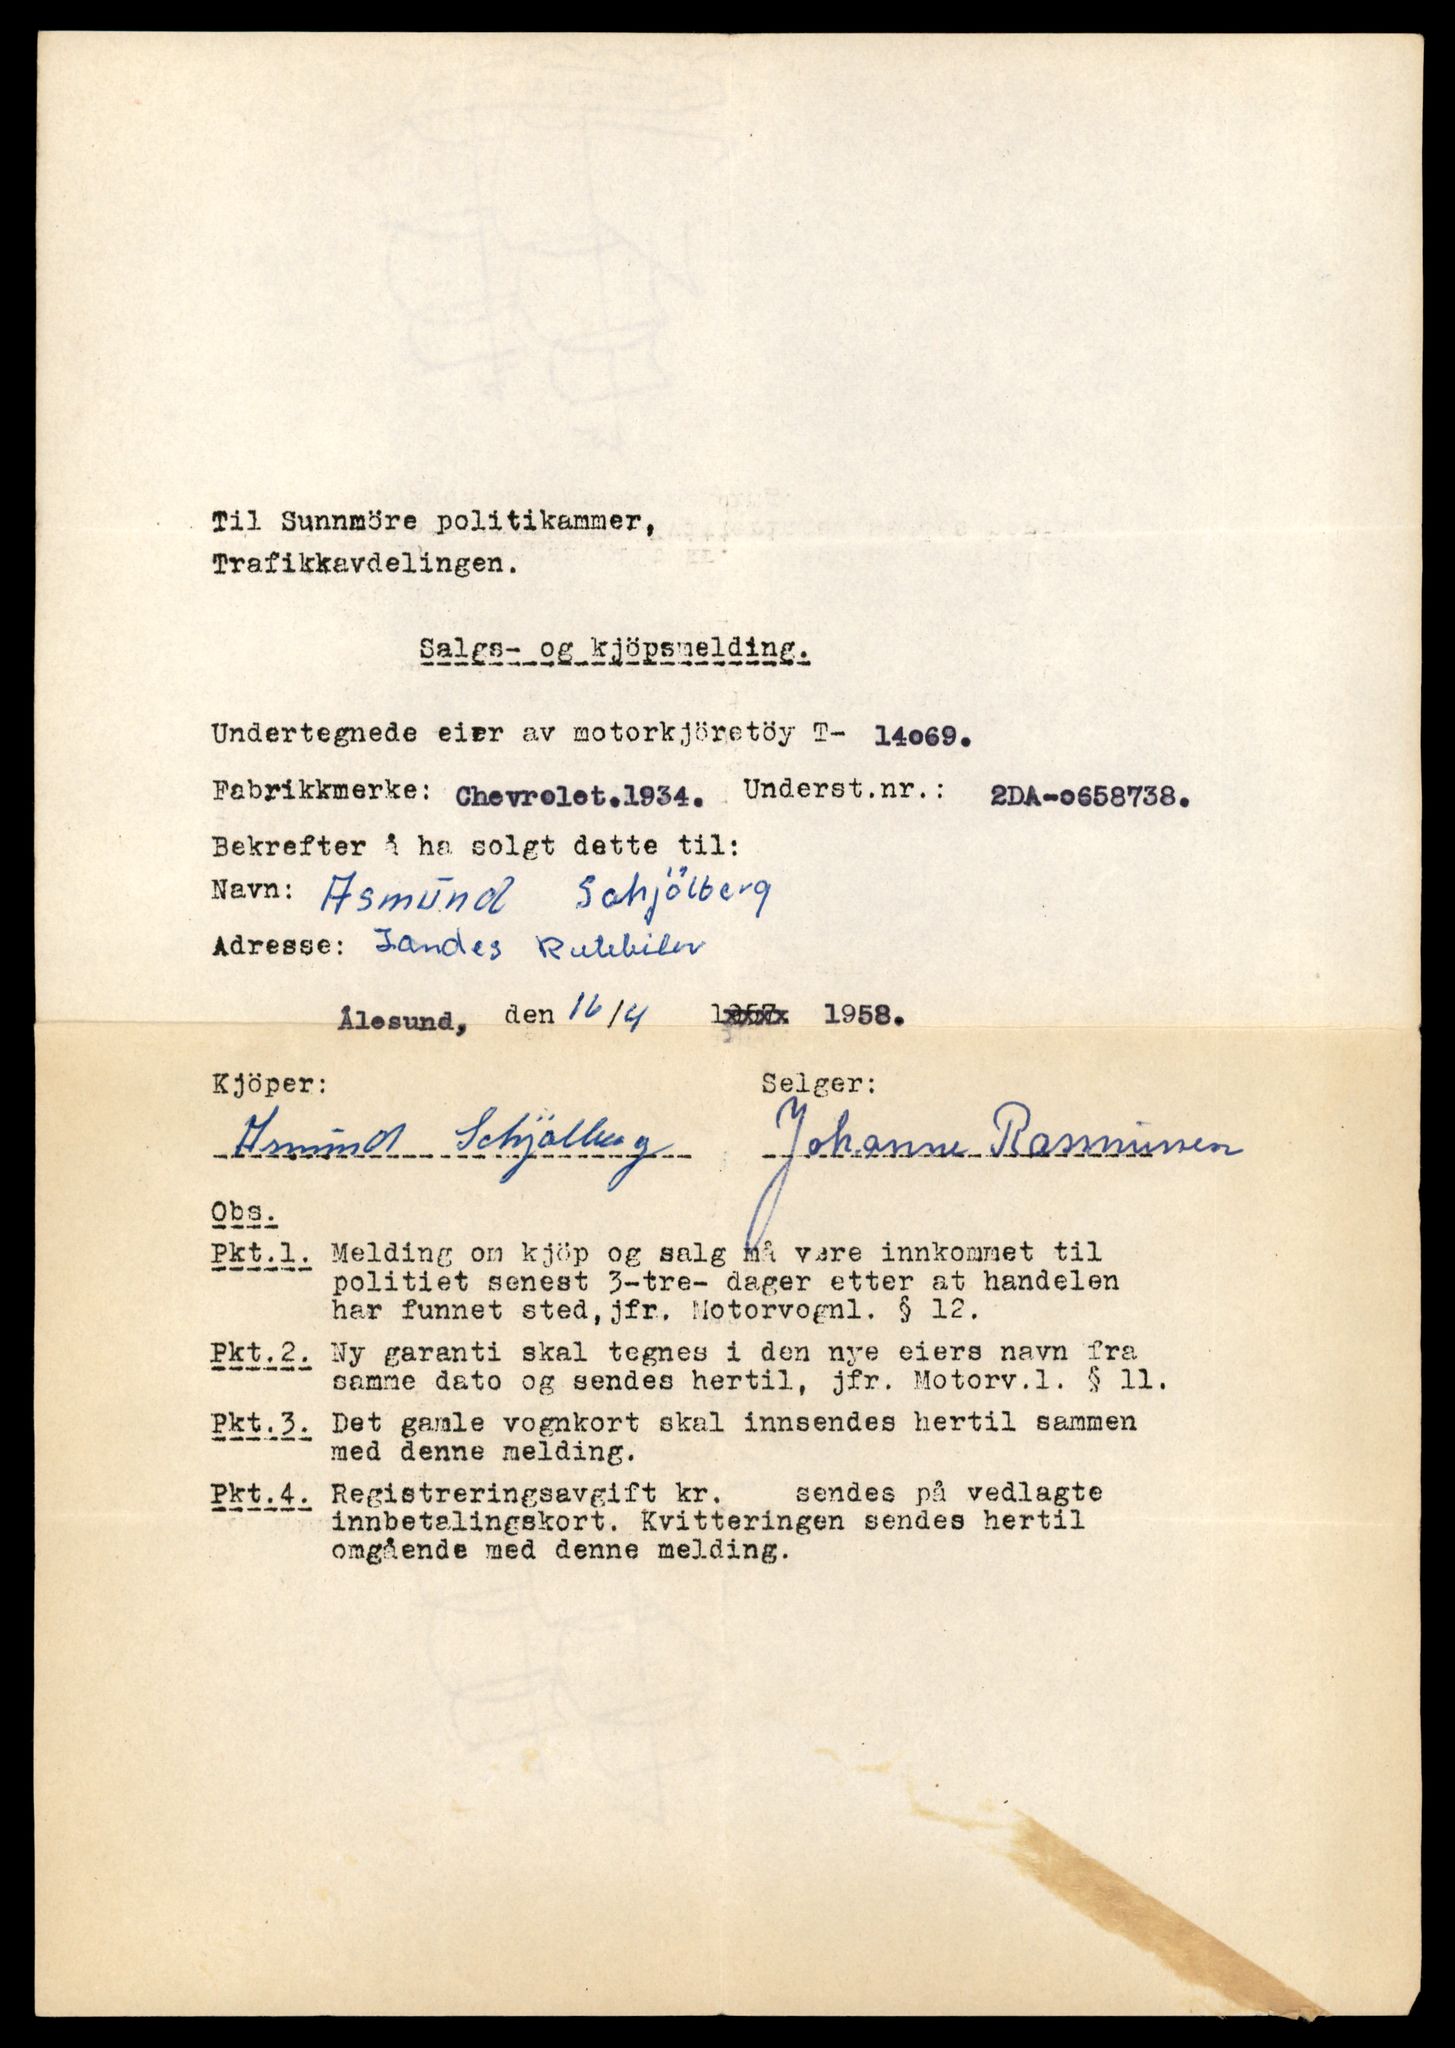 Til Sunnmöre politikammer,
Trafikkavdelingen.
Salgs- og kjöpsmelding.
Undertegnede eier av motorkjöretöy T- 14o69.
Fabrikkmerke: Chevrolet.1934. Underst.nr.: 2DA-o658738.
Bekrefter å ha solgt dette til:
Navn: Asmund Schjölberg
Adresse:
Ålesund, den 16/4 1957 1958.
Kjöper: Selger:
Asmund Schjölberg Johanne Rasmussen
Obs.
Pkt.1. Melding om kjöp og salg må være innkommet til
politiet senest 3-tre- dager etter at handelen
har funnet sted, jfr. Motorvognl. § 12.
Pkt.2. Ny garanti skal tegnes i den nye eiers navn fra
samme dato og sendes hertil, jfr. Motorv.l. § 11.
Pkt.3. Det gamle vognkort skal innsendes hertil sammen
med denne melding.
Pkt.4. Registreringsavgift kr. sendes på vedlagte
innbetalingskort. Kvitteringen sendes hertil
omgående med denne melding.